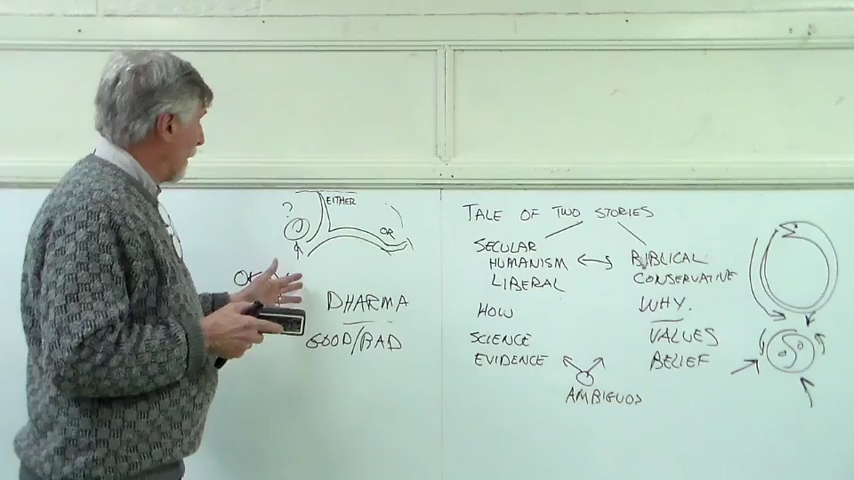 ?
EITHER
OR
DHARMA
GOOD/BAD
TALE OF TWO STORIES
SECULAR
HUMANISM
LIBERAL
HOW
SCIENCE
EVIDENCE
BIBLICAL
CONSERVATIVE
WHY.
VALUES
BELIEF
AMBIGUOS